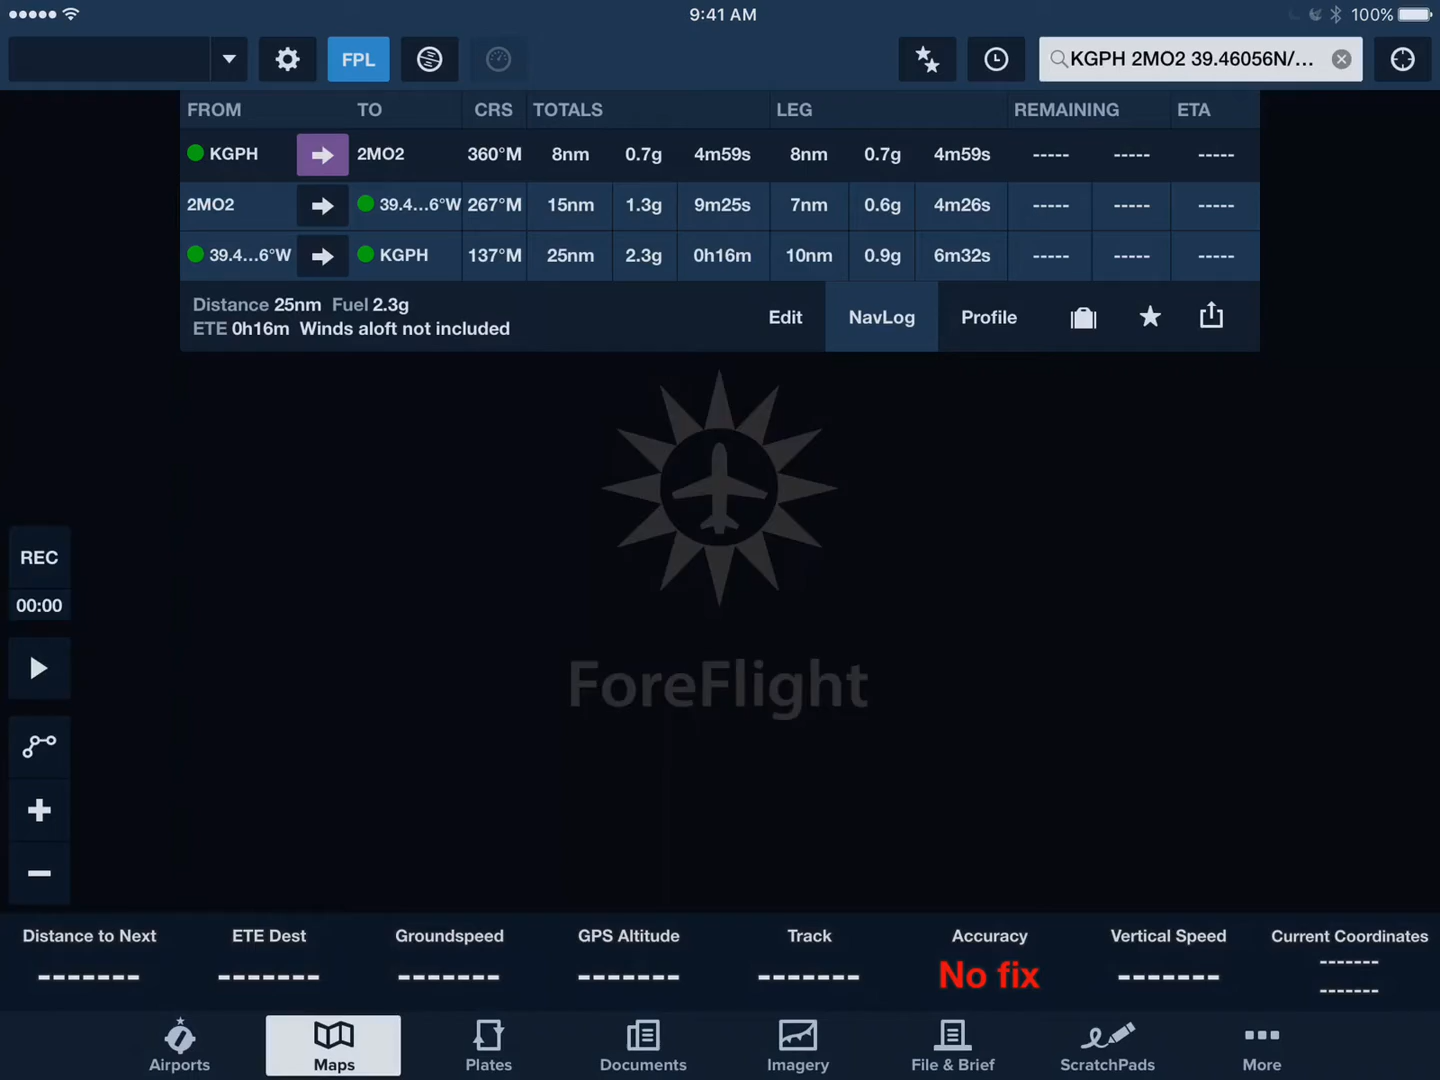 9:41 AM
100%
FPL
KGPH 2MO2 39.46056N/...
FROM TO CRS TOTALS LEG REMAINING ETA
KGPH 2MO2 360°M 8nm 0.7g 4m59s 8nm 0.7g 4m59s ----- ----- -----
2MO2 39.4...6°W 267°M 15nm 1.3g 9m25s 7nm 0.6g 4m26s ----- ----- -----
39.4...6°W KGPH 137°M 25nm 2.3g 0h16m 10nm 0.9g 6m32s ----- ----- -----
Distance 25nm Fuel 2.3g
ETE 0h16m Winds aloft not included
Edit NavLog Profile
ForeFlight
REC
00:00
Distance to Next ETE Dest Groundspeed GPS Altitude Track Accuracy Vertical Speed Current Coordinates
------- ------- ------- ------- ------- No fix ------- -------
-------
Airports Maps Plates Documents Imagery File & Brief ScratchPads More